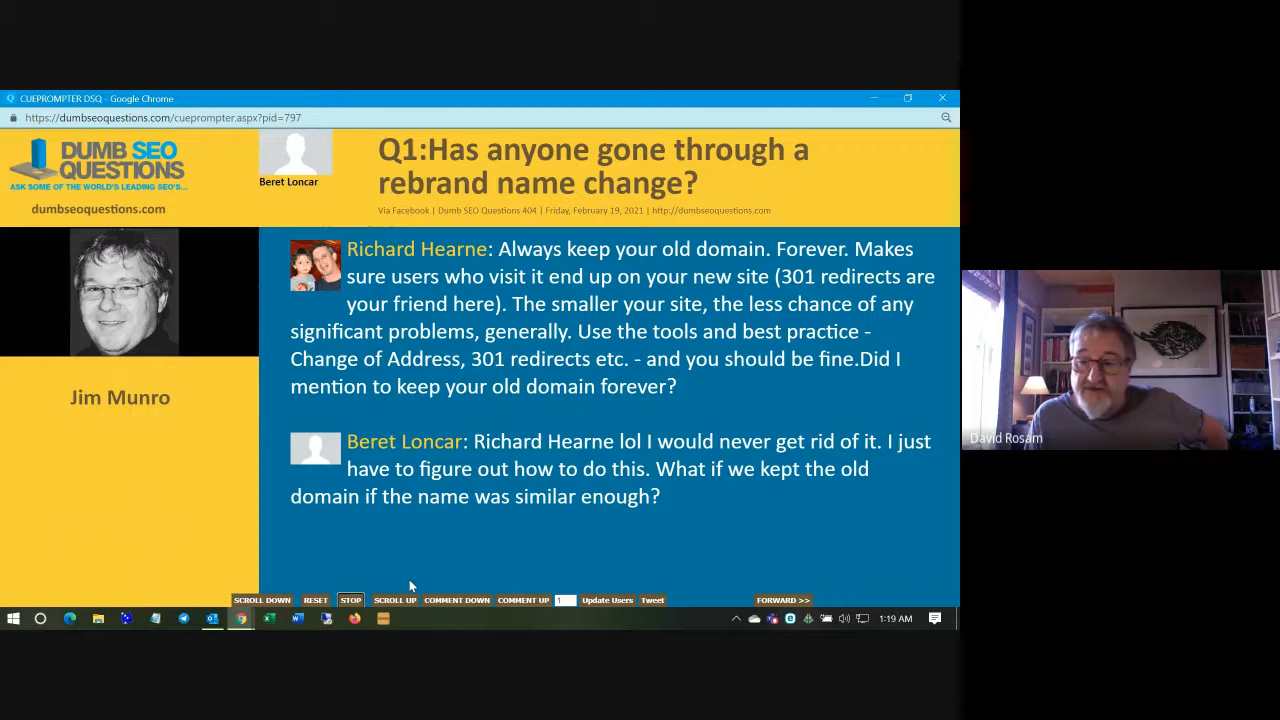 CUEPROMPTER DSQ - Google Chrome
https://dumbseoquestions.com/cueprompter.aspx?pid=797
DUMB SEO
QUESTIONS
ASK SOME OF THE WORLD'S LEADING SEO'S...
dumbseoquestions.com
Beret Loncar
Q1:Has anyone gone through a
rebrand name change?
Via Facebook | Dumb SEO Questions 404 | Friday, February 19, 2021 | http://dumbseoquestions.com
Jim Munro
Richard Hearne: Always keep your old domain. Forever. Makes
sure users who visit it end up on your new site (301 redirects are
your friend here). The smaller your site, the less chance of any
significant problems, generally. Use the tools and best practice -
Change of Address, 301 redirects etc. - and you should be fine.Did I
mention to keep your old domain forever?
Beret Loncar: Richard Hearne lol I would never get rid of it. I just
have to figure out how to do this. What if we kept the old
domain if the name was similar enough?
David Rosam
SCROLL DOWN RESET STOP SCROLL UP COMMENT DOWN COMMENT UP 1 Update Users Tweet FORWARD >>
1:19 AM